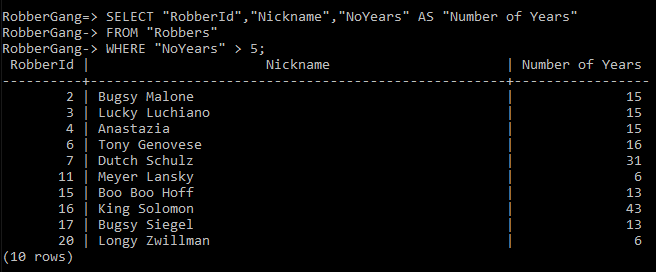 RobberGang=> SELECT "RobberId","Nickname","NoYears" AS "Number of Years"
RobberGang-> FROM "Robbers"
RobberGang-> WHERE "NoYears" > 5;
 RobberId |                      Nickname                      | Number of Years
----------+----------------------------------------------------+-----------------
        2 | Bugsy Malone                                       |              15
        3 | Lucky Luchiano                                     |              15
        4 | Anastazia                                          |              15
        6 | Tony Genovese                                      |              16
        7 | Dutch Schulz                                       |              31
       11 | Meyer Lansky                                       |               6
       15 | Boo Boo Hoff                                       |              13
       16 | King Solomon                                       |              43
       17 | Bugsy Siegel                                       |              13
       20 | Longy Zwillman                                     |               6
(10 rows)